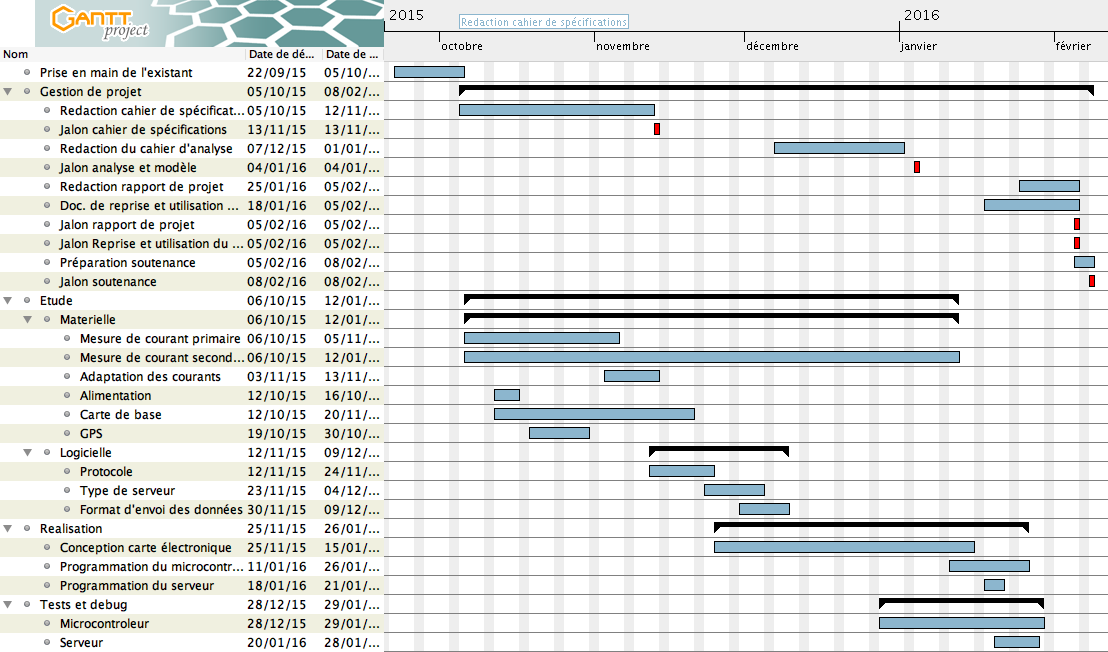 GANTT
project
2015
Redaction cahier de spécifications
2016
octobre novembre décembre janvier février
Nom Date de dé... Date de ...
Prise en main de l'existant 22/09/15 05/10/...
Gestion de projet 05/10/15 08/02/...
Redaction cahier de spécificat... 05/10/15 12/11/...
Jalon cahier de spécifications 13/11/15 13/11/...
Redaction du cahier d'analyse 07/12/15 01/01/...
Jalon analyse et modèle 04/01/16 04/01/...
Redaction rapport de projet 25/01/16 05/02/...
Doc. de reprise et utilisation ... 18/01/16 05/02/...
Jalon rapport de projet 05/02/16 05/02/...
Jalon Reprise et utilisation du ... 05/02/16 05/02/...
Préparation soutenance 05/02/16 08/02/...
Jalon soutenance 08/02/16 08/02/...
Etude 06/10/15 12/01/...
Materielle 06/10/15 12/01/...
Mesure de courant primaire 06/10/15 05/11/...
Mesure de courant second... 06/10/15 12/01/...
Adaptation des courants 03/11/15 13/11/...
Alimentation 12/10/15 16/10/...
Carte de base 12/10/15 20/11/...
GPS 19/10/15 30/10/...
Logicielle 12/11/15 09/12/...
Protocole 12/11/15 24/11/...
Type de serveur 23/11/15 04/12/...
Format d'envoi des données 30/11/15 09/12/...
Realisation 25/11/15 26/01/...
Conception carte électronique 25/11/15 15/01/...
Programmation du microcontr... 11/01/16 26/01/...
Programmation du serveur 18/01/16 21/01/...
Tests et debug 28/12/15 29/01/...
Microcontroleur 28/12/15 29/01/...
Serveur 20/01/16 28/01/...